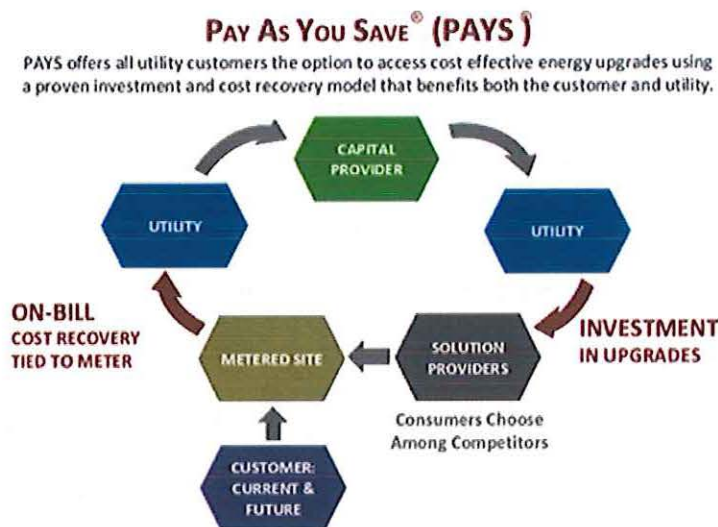 PAY AS YOU SAVE® (PAYS®)
PAYS offers all utility customers the option to access cost effective energy upgrades using
a proven investment and cost recovery model that benefits both the customer and utility.
CAPITAL
PROVIDER
UTILITY
UTILITY
ON-BILL
COST RECOVERY
TIED TO METER
INVESTMENT
IN UPGRADES
METERED SITE
SOLUTION
PROVIDERS
Consumers Choose
Among Competitors
CUSTOMER:
CURRENT &
FUTURE